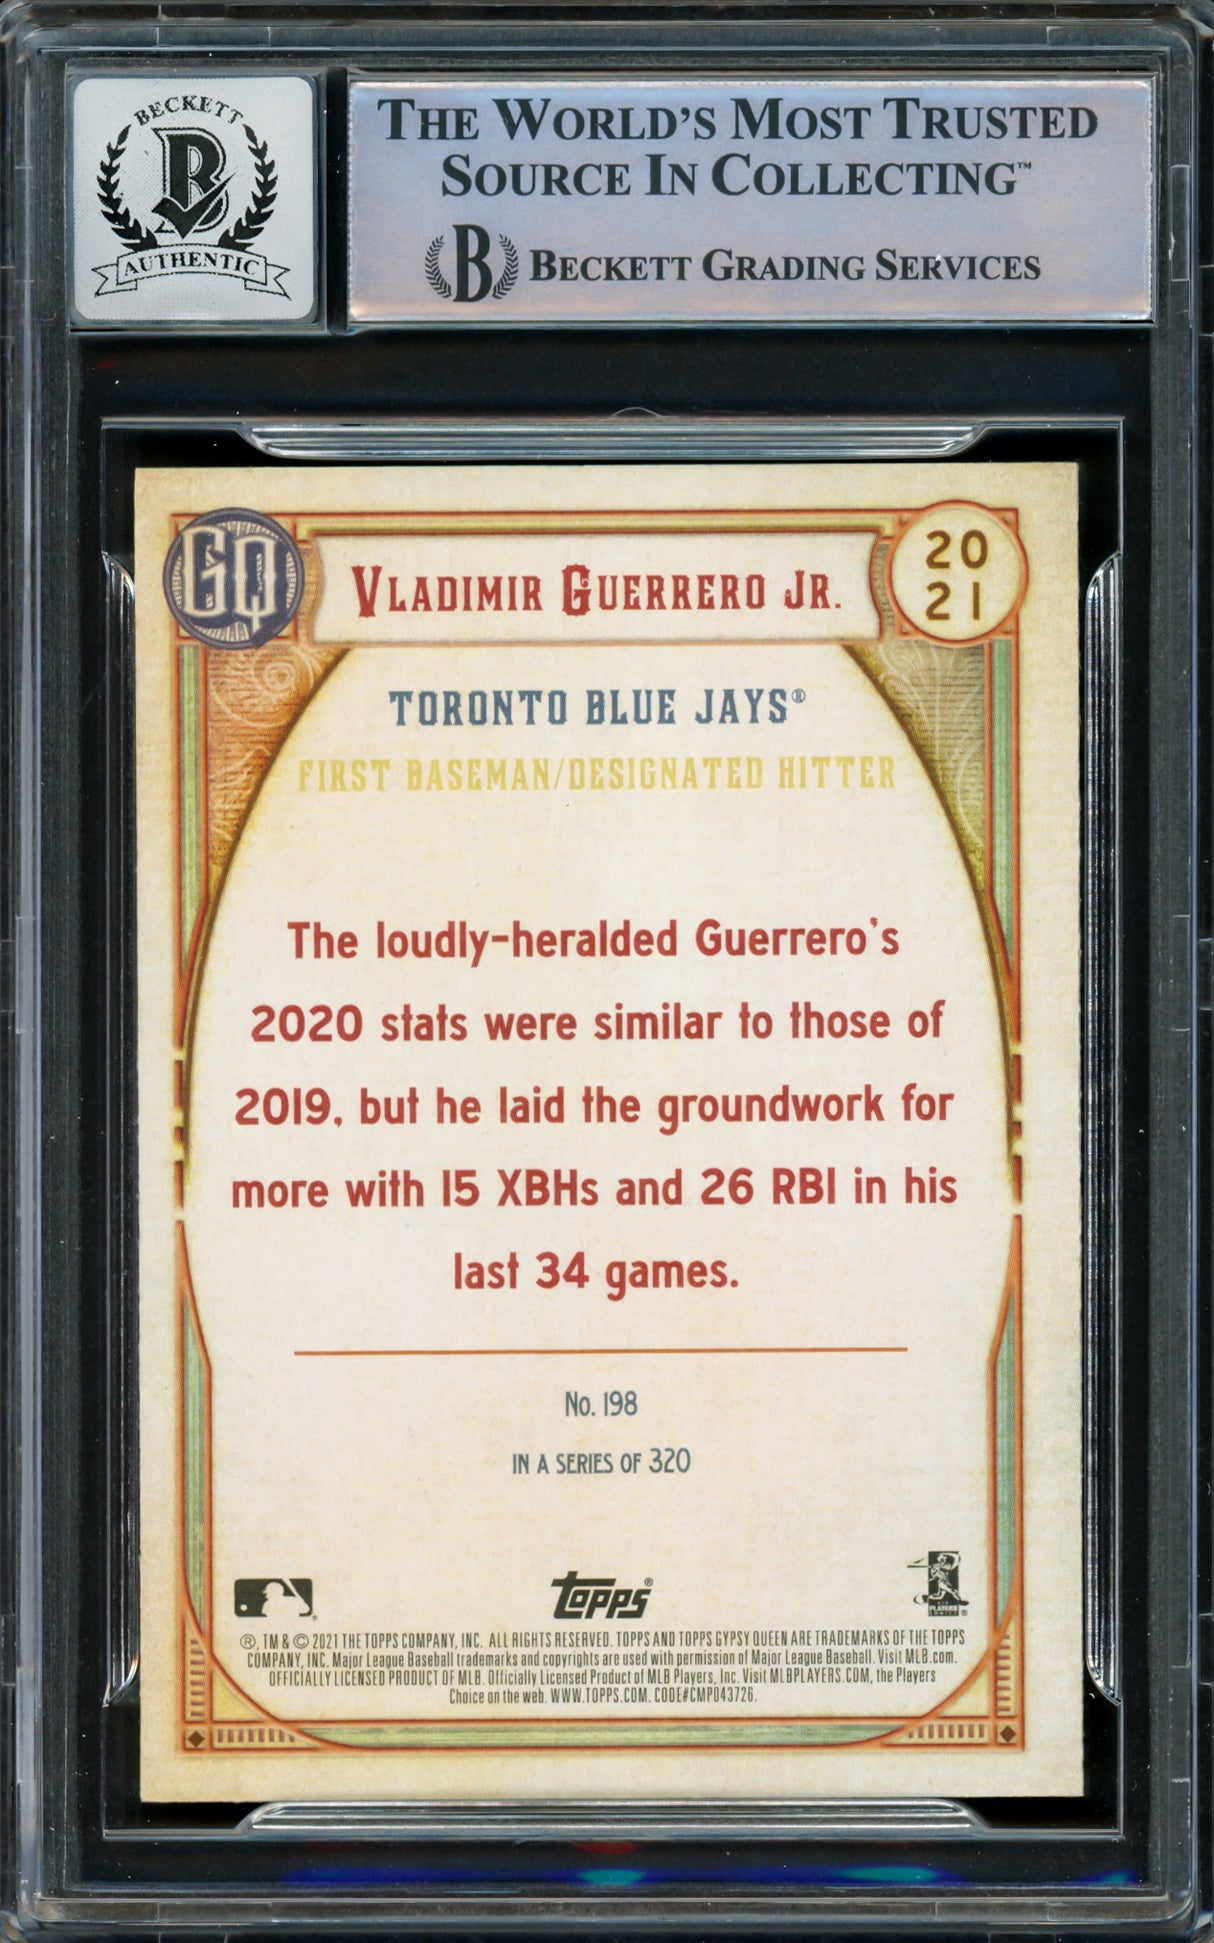 BECKETT
B
AUTHENTIC
THE WORLD'S MOST TRUSTED
SOURCE IN COLLECTING™
B BECKETT GRADING SERVICES
GQ
VLADIMIR GUERRERO JR.
20
21
TORONTO BLUE JAYS®
FIRST BASEMAN/DESIGNATED HITTER
The loudly-heralded Guerrero's
2020 stats were similar to those of
2019, but he laid the groundwork for
more with 15 XBHs and 26 RBI in his
last 34 games.
No. 198
IN A SERIES OF 320
TOPPS®
PLAYERS
CHOICE®
®, TM & © 2021 THE TOPPS COMPANY, INC. ALL RIGHTS RESERVED. TOPPS AND TOPPS GYPSY QUEEN ARE TRADEMARKS OF THE TOPPS
COMPANY, INC. Major League Baseball trademarks and copyrights are used with permission of Major League Baseball. Visit MLB.com.
OFFICIALLY LICENSED PRODUCT OF MLB. Officially Licensed Product of MLB Players, Inc. Visit MLBPLAYERS.COM, the Players
Choice on the web. WWW.TOPPS.COM. CODE#CMP043726.